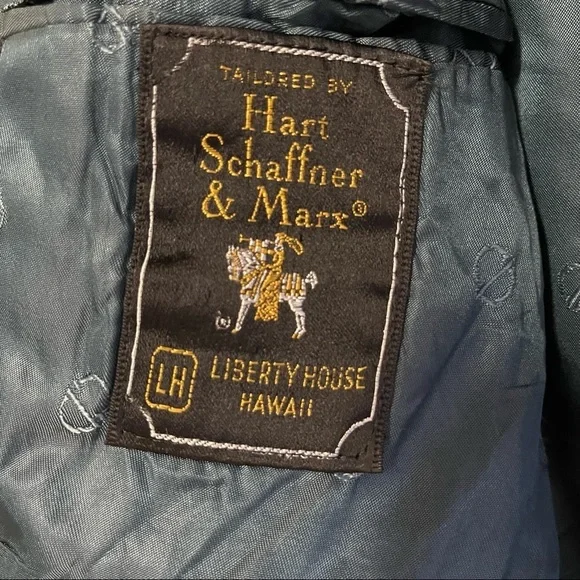 TAILORED BY
Hart
Schaffner
& Marx®
LH LIBERTY HOUSE
HAWAII